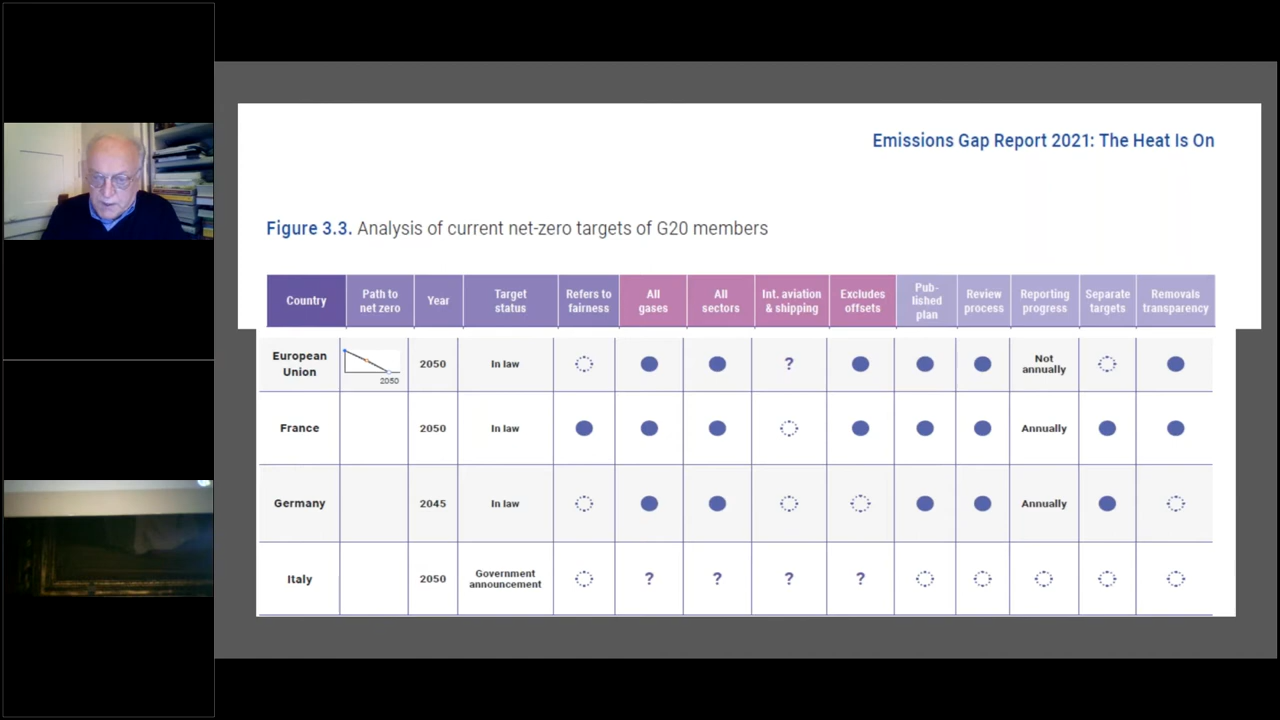 Emissions Gap Report 2021: The Heat Is On
Figure 3.3. Analysis of current net-zero targets of G20 members
Country Path to net zero Year Target status Refers to fairness All gases All sectors Int. aviation & shipping Excludes offsets Pub-lished plan Review process Reporting progress Separate targets Removals transparency
European Union 2050 2050 In law ? Not annually
France 2050 In law Annually
Germany 2045 In law Annually
Italy 2050 Government announcement ? ? ? ?